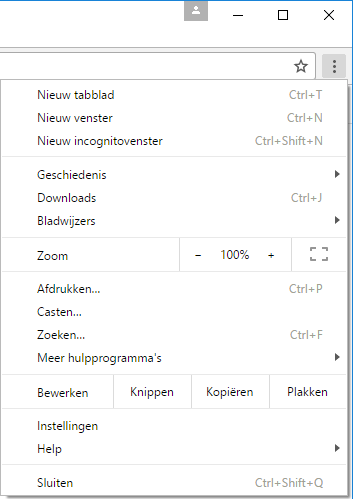 Nieuw tabblad Ctrl+T
Nieuw venster Ctrl+N
Nieuw incognitovenster Ctrl+Shift+N
Geschiedenis
Downloads Ctrl+J
Bladwijzers
Zoom − 100% +
Afdrukken... Ctrl+P
Casten...
Zoeken... Ctrl+F
Meer hulpprogramma's
Bewerken Knippen Kopiëren Plakken
Instellingen
Help
Sluiten Ctrl+Shift+Q